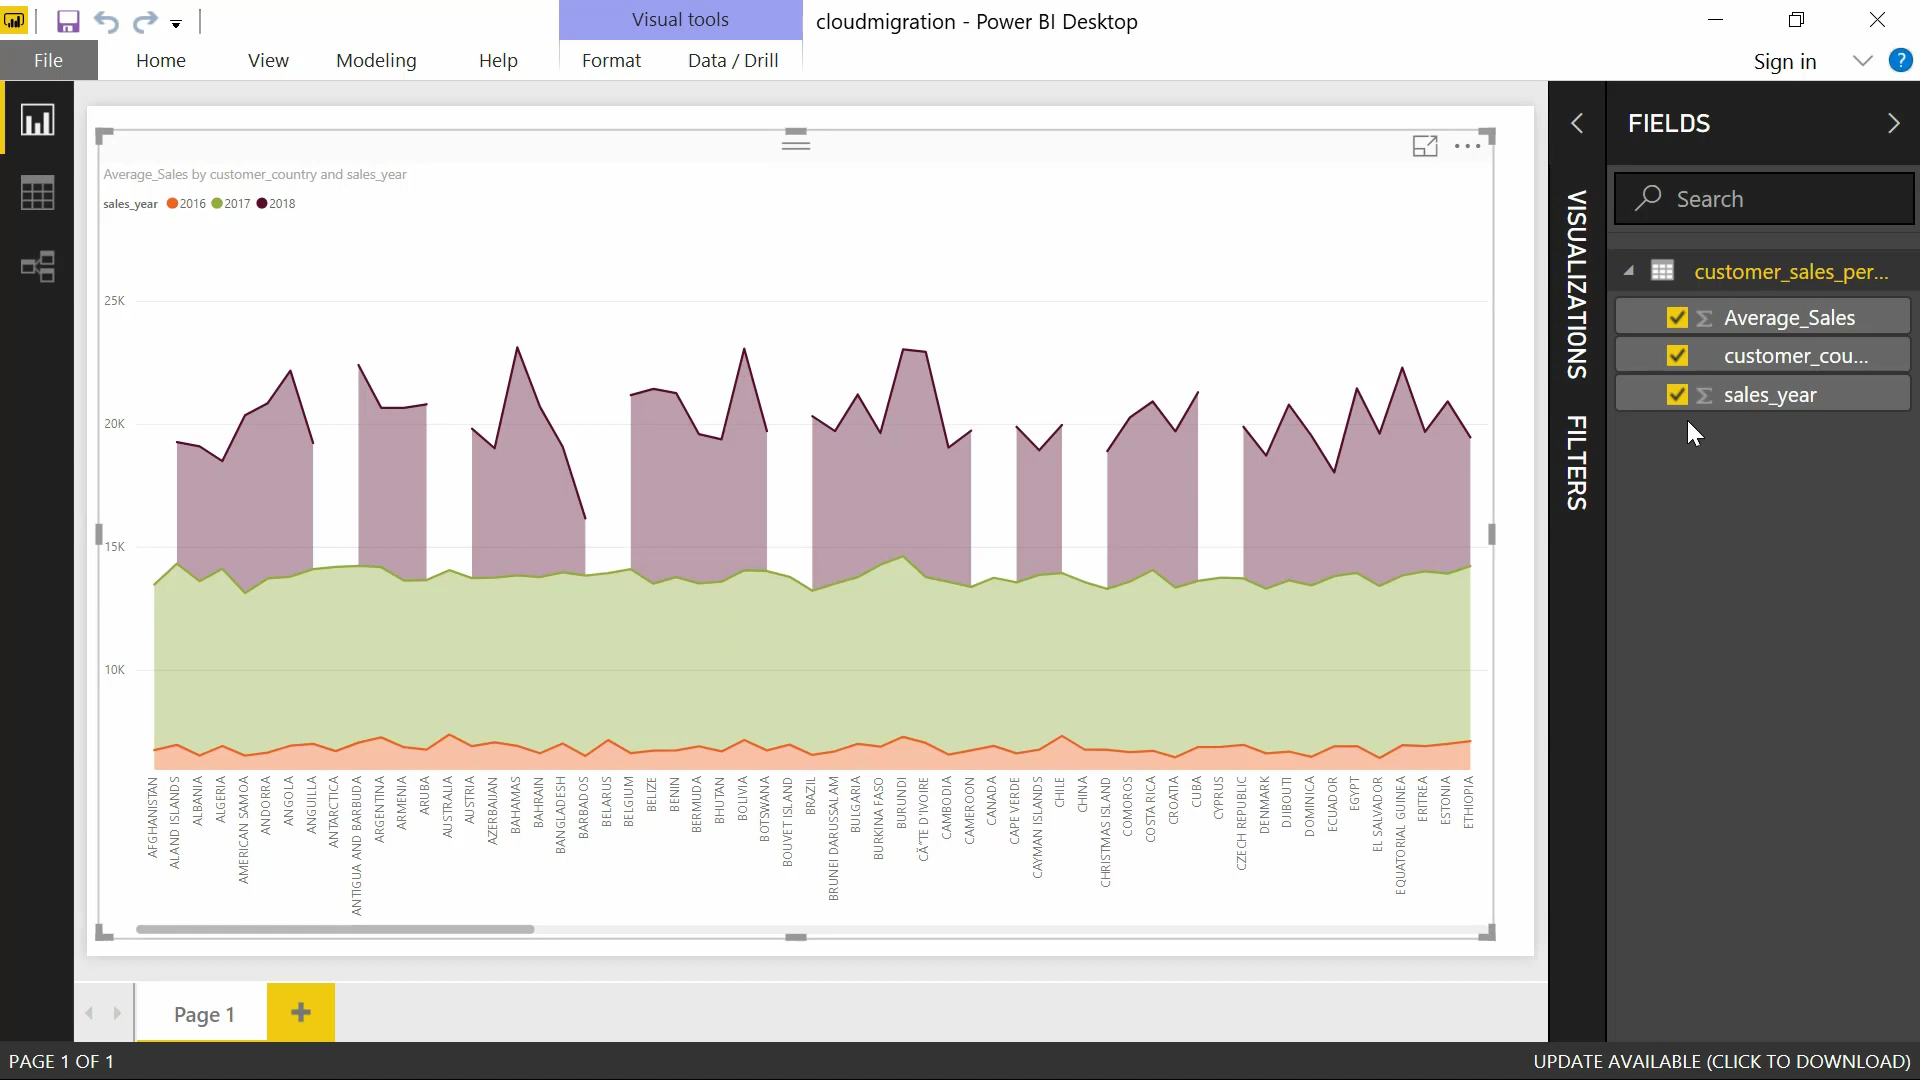 Visual tools
cloudmigration - Power BI Desktop
File
Home
View
Modeling
Help
Format
Data / Drill
Sign in
?
Average_Sales by customer_country and sales_year
sales_year 2016 2017 2018
25K
20K
15K
10K
AFGHANISTAN
ALAND ISLANDS
ALBANIA
ALGERIA
AMERICAN SAMOA
ANDORRA
ANGOLA
ANGUILLA
ANTARCTICA
ANTIGUA AND BARBUDA
ARGENTINA
ARMENIA
ARUBA
AUSTRALIA
AUSTRIA
AZERBAIJAN
BAHAMAS
BAHRAIN
BANGLADESH
BARBADOS
BELARUS
BELGIUM
BELIZE
BENIN
BERMUDA
BHUTAN
BOLIVIA
BOTSWANA
BOUVET ISLAND
BRAZIL
BRUNEI DARUSSALAM
BULGARIA
BURKINA FASO
BURUNDI
CÃ"TE D'IVOIRE
CAMBODIA
CAMEROON
CANADA
CAPE VERDE
CAYMAN ISLANDS
CHILE
CHINA
CHRISTMAS ISLAND
COMOROS
COSTA RICA
CROATIA
CUBA
CYPRUS
CZECH REPUBLIC
DENMARK
DJIBOUTI
DOMINICA
ECUADOR
EGYPT
EL SALVADOR
EQUATORIAL GUINEA
ERITREA
ESTONIA
ETHIOPIA
VISUALIZATIONS
FILTERS
FIELDS
Search
customer_sales_per...
Average_Sales
customer_cou...
sales_year
Page 1
PAGE 1 OF 1
UPDATE AVAILABLE (CLICK TO DOWNLOAD)